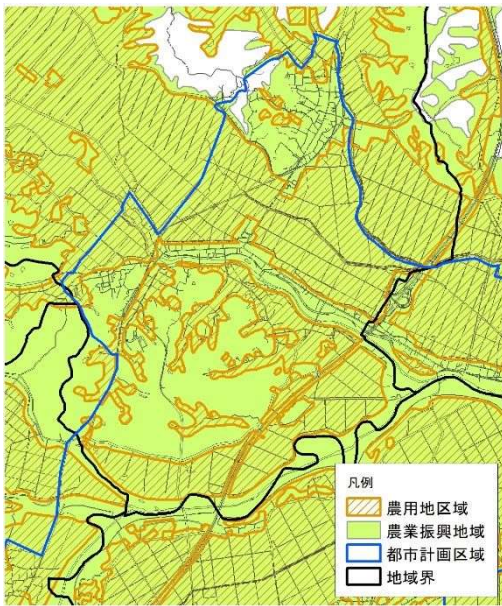 凡例
農用地区域
農業振興地域
都市計画区域
地域界